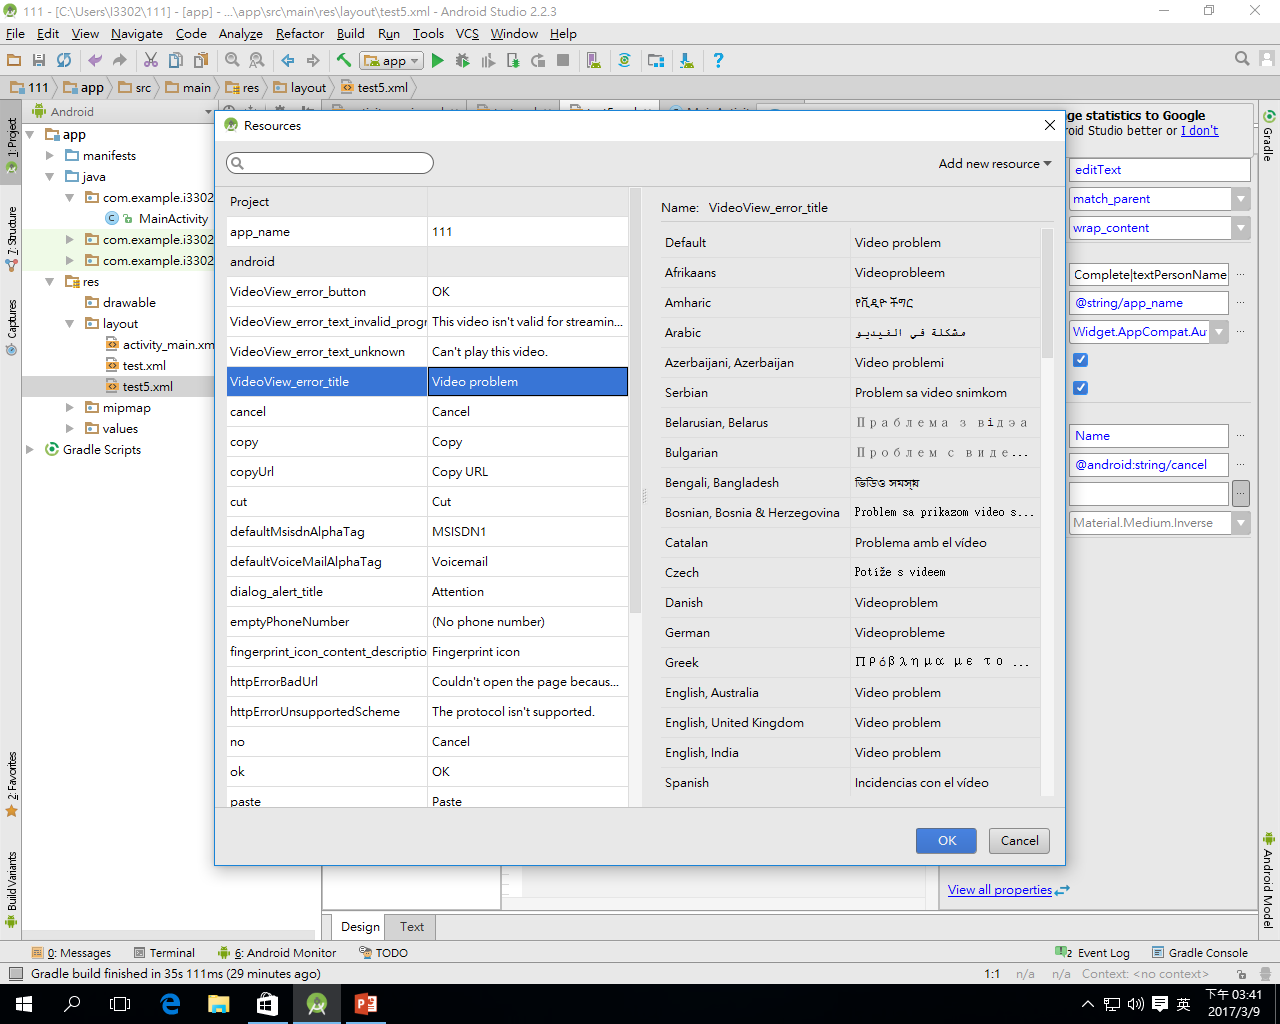 111 - [C:\Users\I3302\111] - [app] - ...\app\src\main\res\layout\test5.xml - Android Studio 2.2.3
File Edit View Navigate Code Analyze Refactor Build Run Tools VCS Window Help
app
111 app src main res layout test5.xml
1: Project
7: Structure
Captures
2: Favorites
Build Variants
Android
app
manifests
java
com.example.i3302
MainActivity
com.example.i3302
com.example.i3302
res
drawable
layout
activity_main.xm
test.xml
test5.xml
mipmap
values
Gradle Scripts
Resources
Add new resource
Project
app_name 111
android
VideoView_error_button OK
VideoView_error_text_invalid_progr This video isn't valid for streamin...
VideoView_error_text_unknown Can't play this video.
VideoView_error_title Video problem
cancel Cancel
copy Copy
copyUrl Copy URL
cut Cut
defaultMsisdnAlphaTag MSISDN1
defaultVoiceMailAlphaTag Voicemail
dialog_alert_title Attention
emptyPhoneNumber (No phone number)
fingerprint_icon_content_descriptio Fingerprint icon
httpErrorBadUrl Couldn't open the page becaus...
httpErrorUnsupportedScheme The protocol isn't supported.
no Cancel
ok OK
paste Paste
Name: VideoView_error_title
Default Video problem
Afrikaans Videoprobleem
Amharic የቪዲዮ ችግር
Arabic مشكلة في الفيديو
Azerbaijani, Azerbaijan Video problemi
Serbian Problem sa video snimkom
Belarusian, Belarus Праблема з відэа
Bulgarian Проблем с виде...
Bengali, Bangladesh ভিডিও সমস্যা
Bosnian, Bosnia & Herzegovina Problem sa prikazom video s...
Catalan Problema amb el vídeo
Czech Potíže s videem
Danish Videoproblem
German Videoprobleme
Greek Πρόβλημα με το ...
English, Australia Video problem
English, United Kingdom Video problem
English, India Video problem
Spanish Incidencias con el vídeo
OK Cancel
ge statistics to Google
oid Studio better or I don't
editText
match_parent
wrap_content
Complete|textPersonName
@string/app_name
Widget.AppCompat.Au
Name
@android:string/cancel
Material.Medium.Inverse
View all properties
Gradle
Android Model
Design Text
0: Messages Terminal 6: Android Monitor TODO 2 Event Log Gradle Console
Gradle build finished in 35s 111ms (29 minutes ago) 1:1 n/a n/a Context: <no context>
英 下午 03:41
2017/3/9